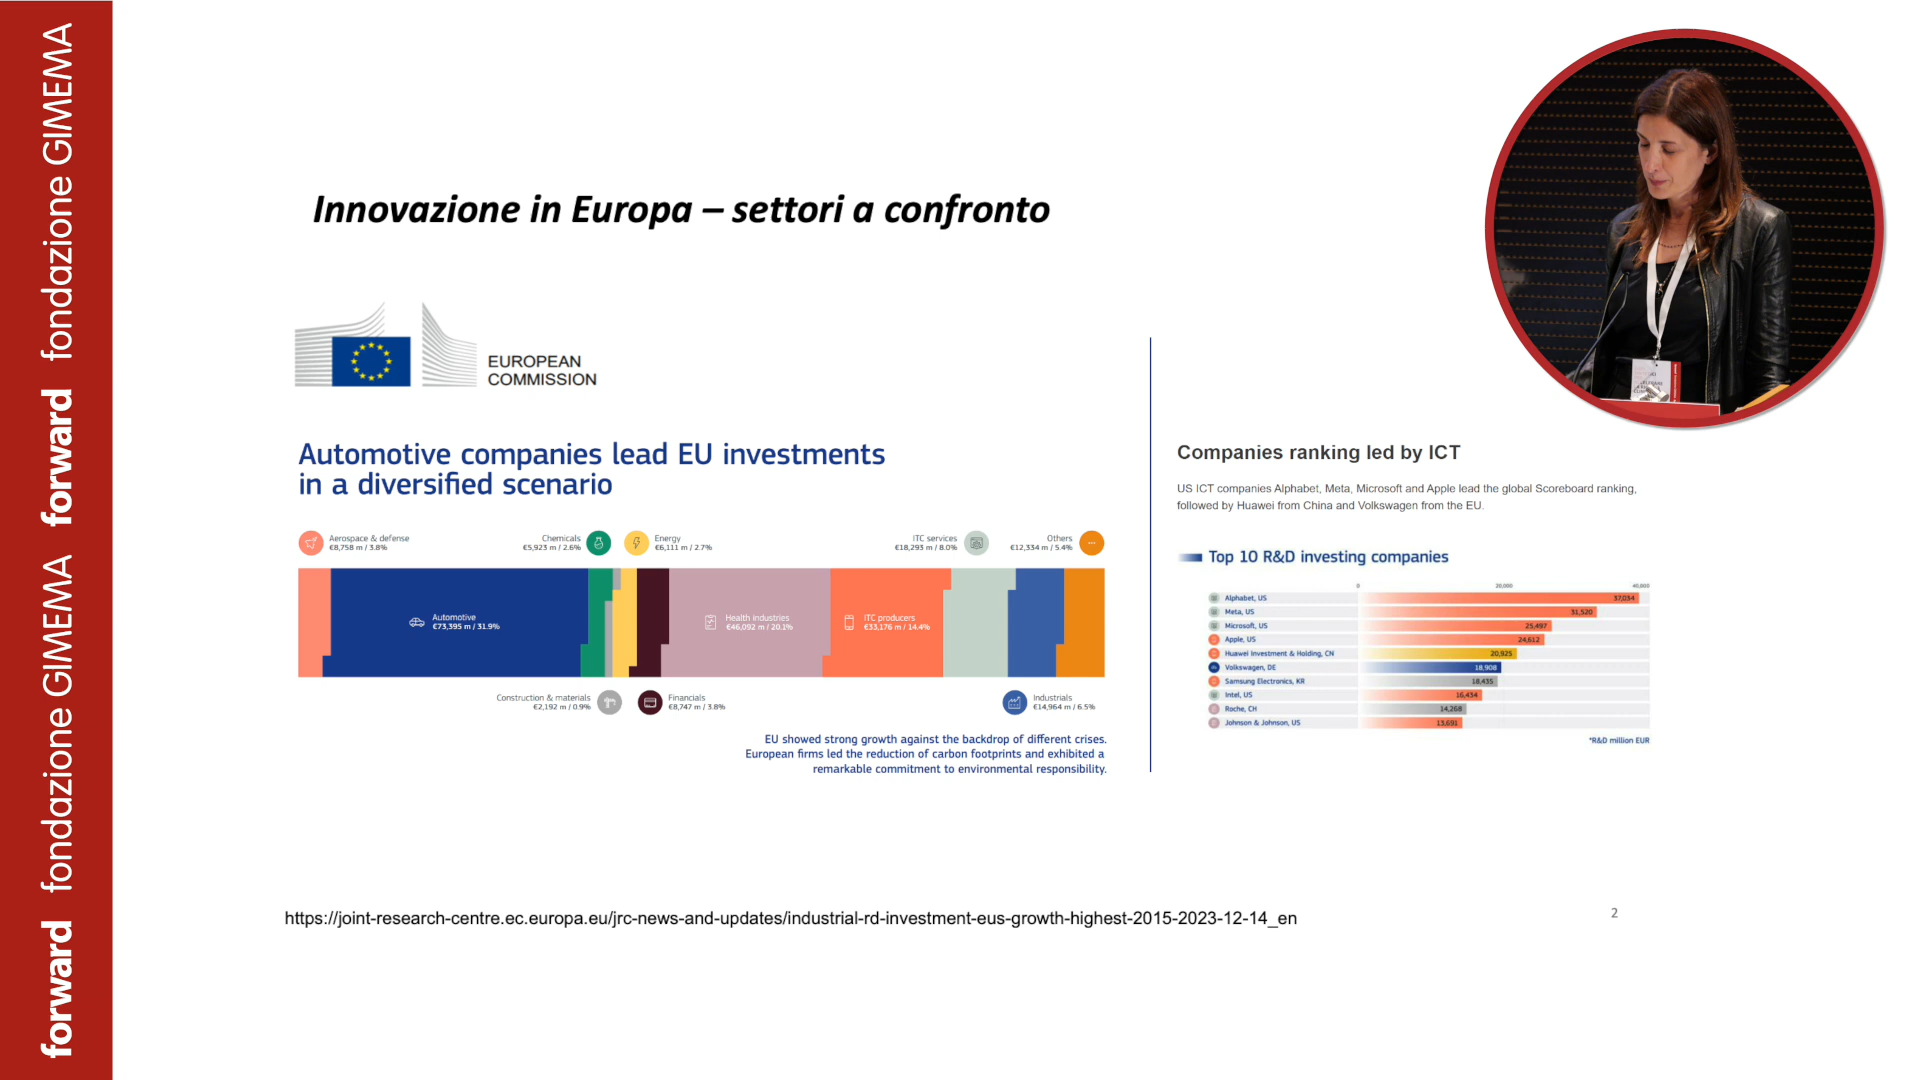 forward fondazione GIMEMA forward fondazione GIMEMA
Innovazione in Europa – settori a confronto
EUROPEAN
COMMISSION
Automotive companies lead EU investments
in a diversified scenario
Aerospace & defense
€8,758 m / 3.8%
Chemicals
€5,923 m / 2.6%
Energy
€6,111 m / 2.7%
ITC services
€18,293 m / 8.0%
Others
€12,334 m / 5.4%
Automotive
€73,395 m / 31.9%
Health industries
€46,092 m / 20.1%
ITC producers
€33,176 m / 14.4%
Construction & materials
€2,192 m / 0.9%
Financials
€8,747 m / 3.8%
Industrials
€14,964 m / 6.5%
EU showed strong growth against the backdrop of different crises.
European firms led the reduction of carbon footprints and exhibited a
remarkable commitment to environmental responsibility.
Companies ranking led by ICT
US ICT companies Alphabet, Meta, Microsoft and Apple lead the global Scoreboard ranking,
followed by Huawei from China and Volkswagen from the EU.
Top 10 R&D investing companies
0 20,000 40,000
Alphabet, US 37,034
Meta, US 31,520
Microsoft, US 25,497
Apple, US 24,612
Huawei Investment & Holding, CN 20,925
Volkswagen, DE 18,908
Samsung Electronics, KR 18,435
Intel, US 16,434
Roche, CH 14,268
Johnson & Johnson, US 13,691
*R&D million EUR
https://joint-research-centre.ec.europa.eu/jrc-news-and-updates/industrial-rd-investment-eus-growth-highest-2015-2023-12-14_en
2